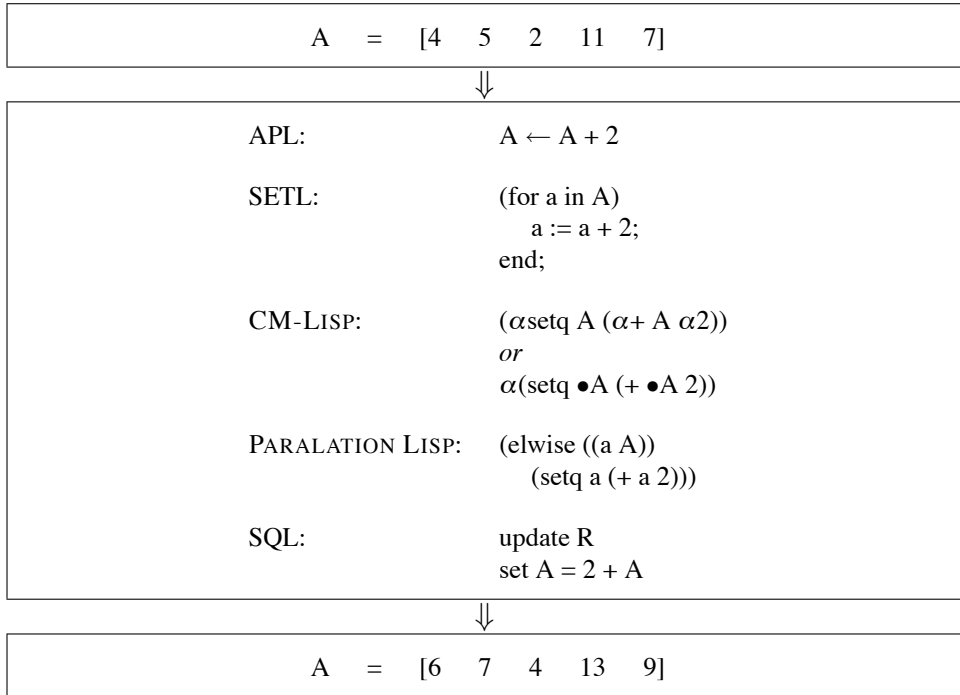 A = [4 5 2 11 7]
⇓
APL: A ← A + 2
SETL: (for a in A)
a := a + 2;
end;
CM-LISP: (αsetq A (α+ A α2))
or
α(setq •A (+ •A 2))
PARALATION LISP: (elwise ((a A))
(setq a (+ a 2)))
SQL: update R
set A = 2 + A
⇓
A = [6 7 4 13 9]